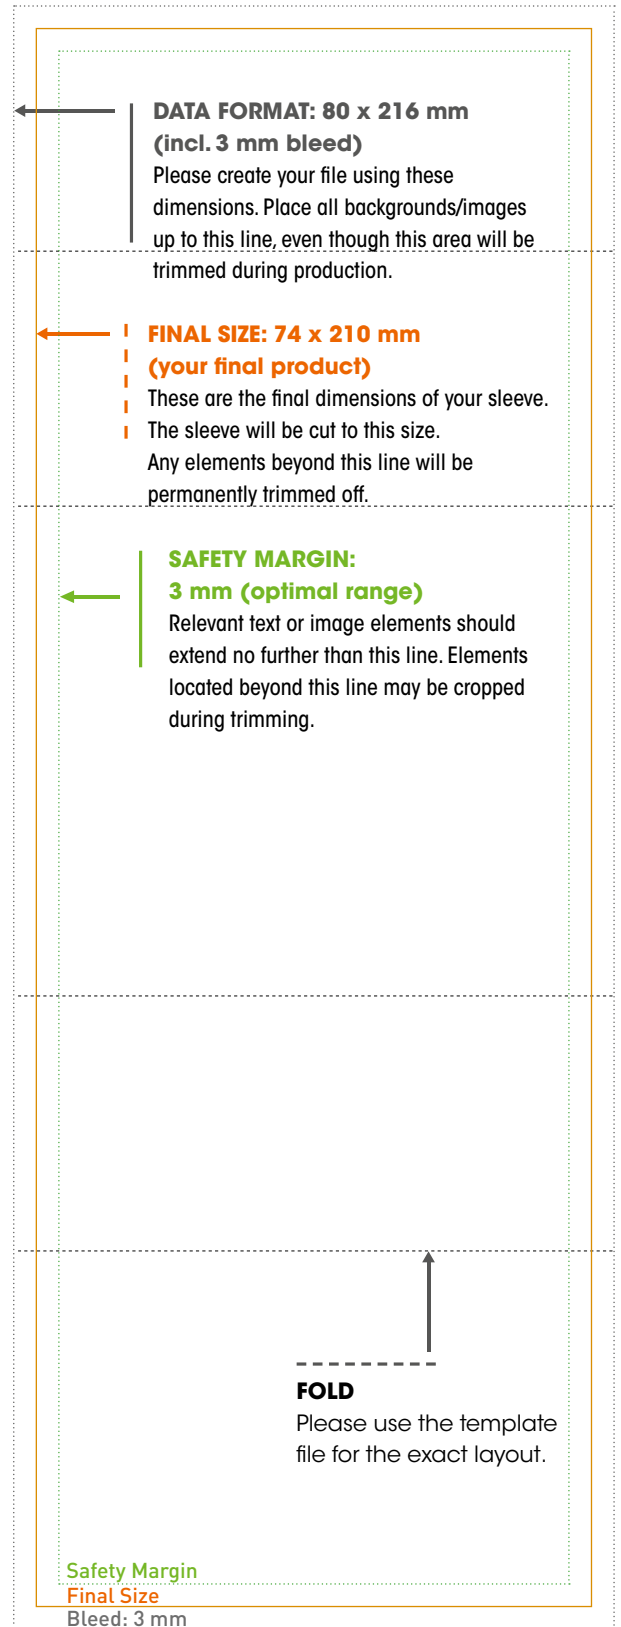 DATA FORMAT: 80 x 216 mm
(incl. 3 mm bleed)
Please create your file using these
dimensions. Place all backgrounds/images
up to this line, even though this area will be
trimmed during production.
FINAL SIZE: 74 x 210 mm
(your final product)
These are the final dimensions of your sleeve.
The sleeve will be cut to this size.
Any elements beyond this line will be
permanently trimmed off.
SAFETY MARGIN:
3 mm (optimal range)
Relevant text or image elements should
extend no further than this line. Elements
located beyond this line may be cropped
during trimming.
FOLD
Please use the template
file for the exact layout.
Safety Margin
Final Size
Bleed: 3 mm